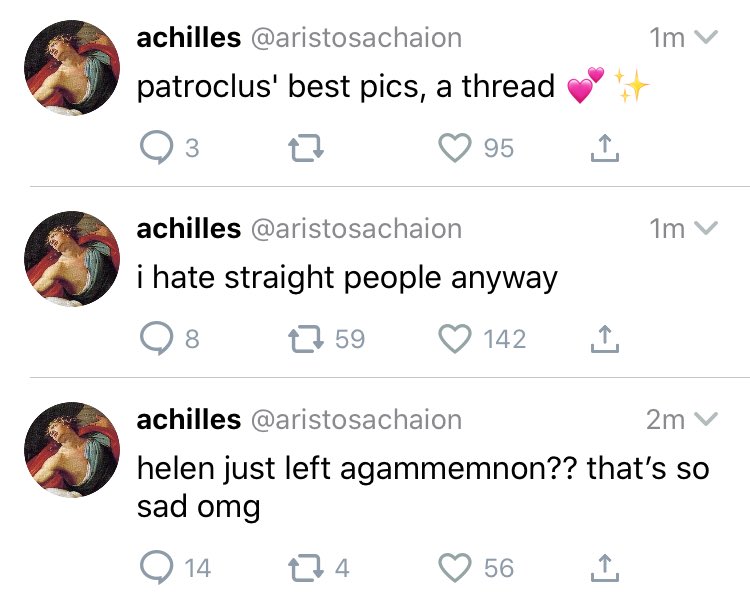 achilles @aristosachaion 1m
patroclus' best pics, a thread 💕 ✨
3 95
achilles @aristosachaion 1m
i hate straight people anyway
8 59 142
achilles @aristosachaion 2m
helen just left agammemnon?? that’s so
sad omg
14 4 56